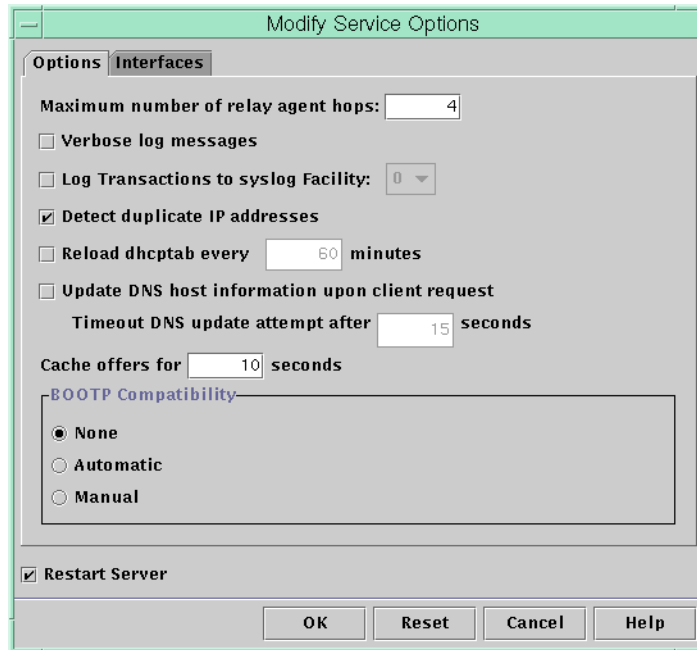 Modify Service Options
Options Interfaces
Maximum number of relay agent hops: 4
Verbose log messages
Log Transactions to syslog Facility: 0
Detect duplicate IP addresses
Reload dhcptab every 60 minutes
Update DNS host information upon client request
Timeout DNS update attempt after 15 seconds
Cache offers for 10 seconds
BOOTP Compatibility
None
Automatic
Manual
Restart Server
OK Reset Cancel Help